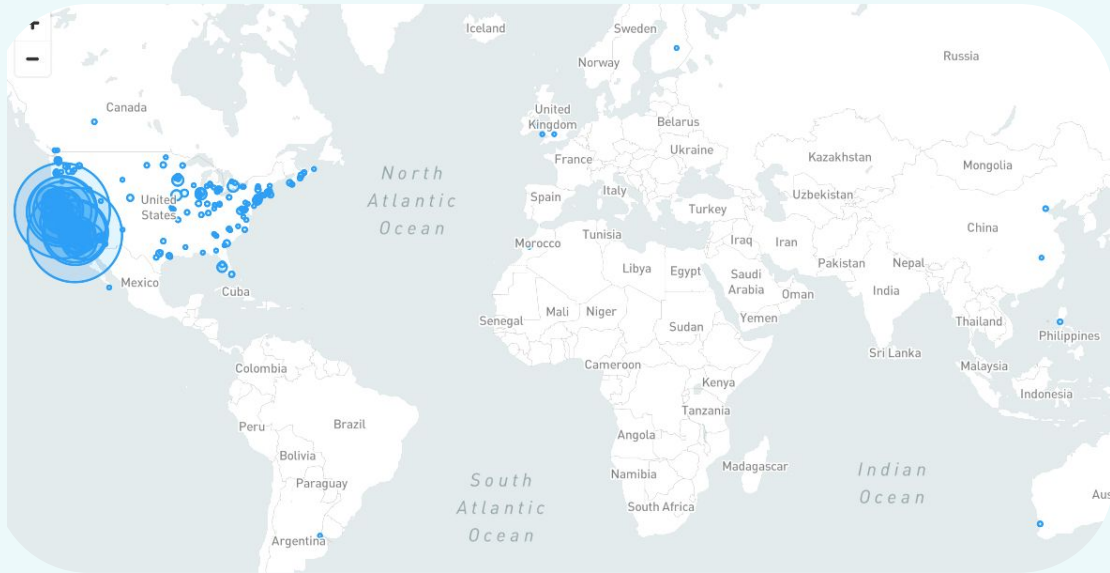 Iceland
Sweden
Norway
Russia
Canada
United
Kingdom
Belarus
Ukraine
France
Kazakhstan
Mongolia
North
Atlantic
Ocean
United
States
Spain
Italy
Uzbekistan
Turkey
China
Morocco
Tunisia
Iraq
Iran
Pakistan
Nepal
Libya
Egypt
Saudi
Arabia
Mexico
Cuba
India
Oman
Mali
Niger
Senegal
Sudan
Yemen
Thailand
Philippines
Sri Lanka
Colombia
Cameroon
Malaysia
Kenya
Indonesia
Peru
Brazil
Tanzania
Angola
Bolivia
Paraguay
Namibia
Madagascar
Indian
Ocean
South
Atlantic
Ocean
South Africa
Aus
Argentina